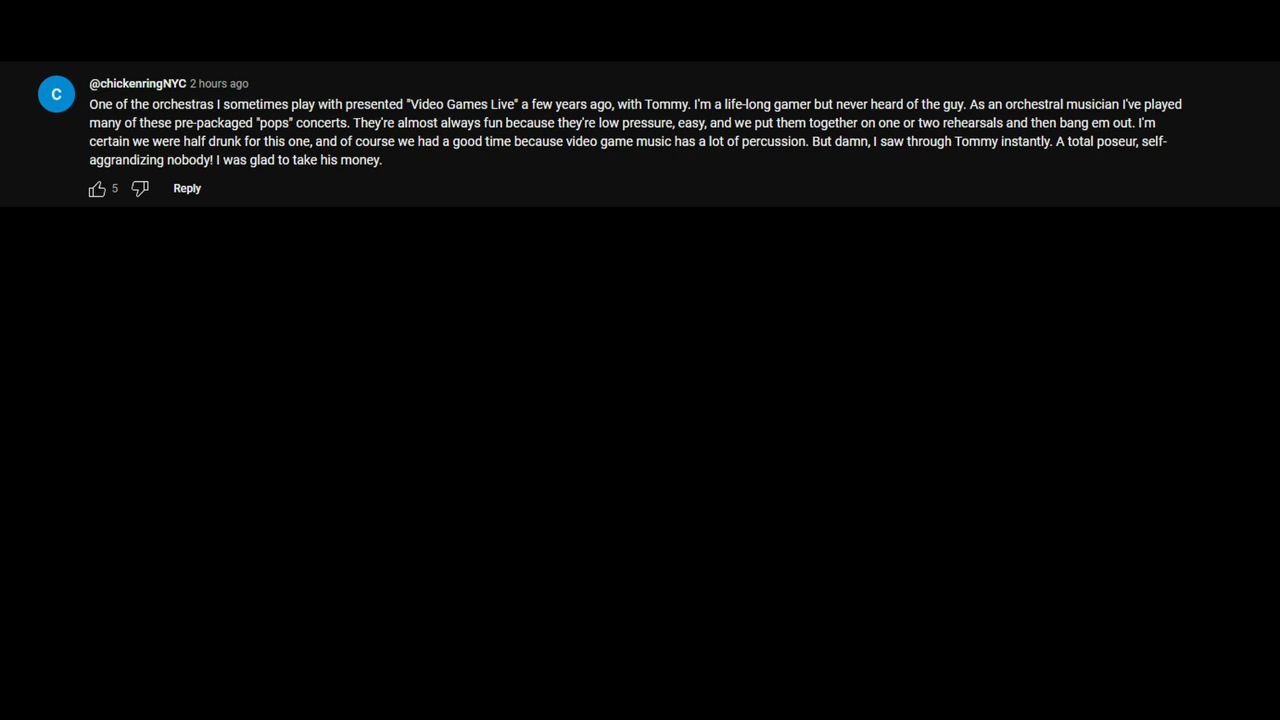 C
@chickenringNYC 2 hours ago
One of the orchestras I sometimes play with presented "Video Games Live" a few years ago, with Tommy. I'm a life-long gamer but never heard of the guy. As an orchestral musician I've played
many of these pre-packaged "pops" concerts. They're almost always fun because they're low pressure, easy, and we put them together on one or two rehearsals and then bang em out. I'm
certain we were half drunk for this one, and of course we had a good time because video game music has a lot of percussion. But damn, I saw through Tommy instantly. A total poseur, self-
aggrandizing nobody! I was glad to take his money.
5 Reply